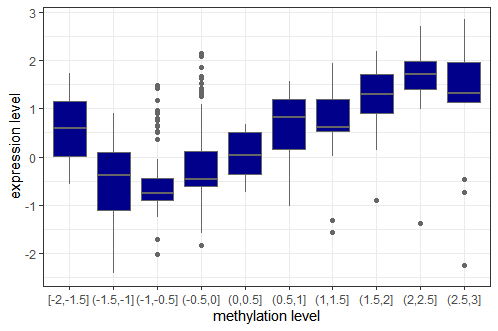 3
2
1
0
-1
-2
expression level
[-2,-1.5] (-1.5,-1] (-1,-0.5] (-0.5,0] (0,0.5] (0.5,1] (1,1.5] (1.5,2] (2,2.5] (2.5,3]
methylation level